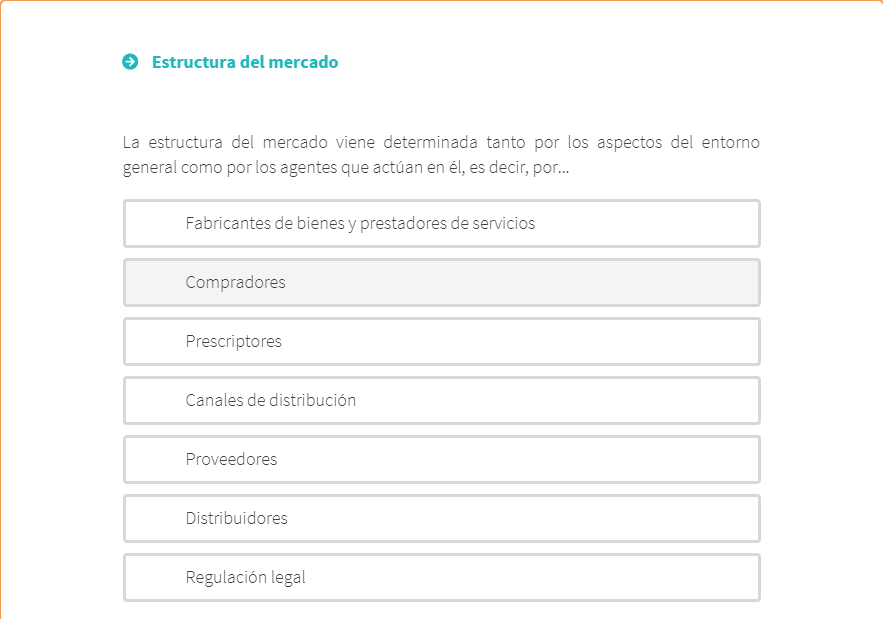 Estructura del mercado
La estructura del mercado viene determinada tanto por los aspectos del entorno
general como por los agentes que actúan en él, es decir, por...
Fabricantes de bienes y prestadores de servicios
Compradores
Prescriptores
Canales de distribución
Proveedores
Distribuidores
Regulación legal